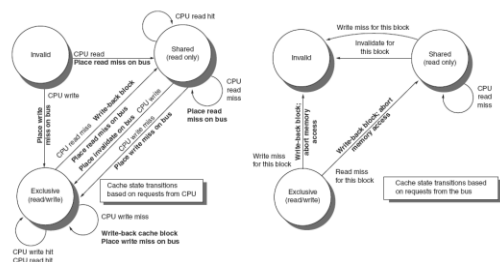 CPU read hit
Invalid
CPU read
Place read miss on bus
Shared
(read only)
CPU write
Place write
miss on bus
CPU read miss
Write-back block
Place read miss on bus
CPU write
Place invalidate on bus
CPU write miss
Place write miss on bus
CPU
read
miss
Place read
miss on bus
Exclusive
(read/write)
Cache state transitions
based on requests from CPU
CPU write miss
Write-back cache block
Place write miss on bus
CPU write hit
CPU read hit
Write miss for this block
Invalid
Invalidate for
this block
Shared
(read only)
CPU
read
miss
Write-back block;
abort memory
access
Write-back block; abort
memory access
Write miss
for this block
Read miss
for this block
Exclusive
(read/write)
Cache state transitions based
on requests from the bus